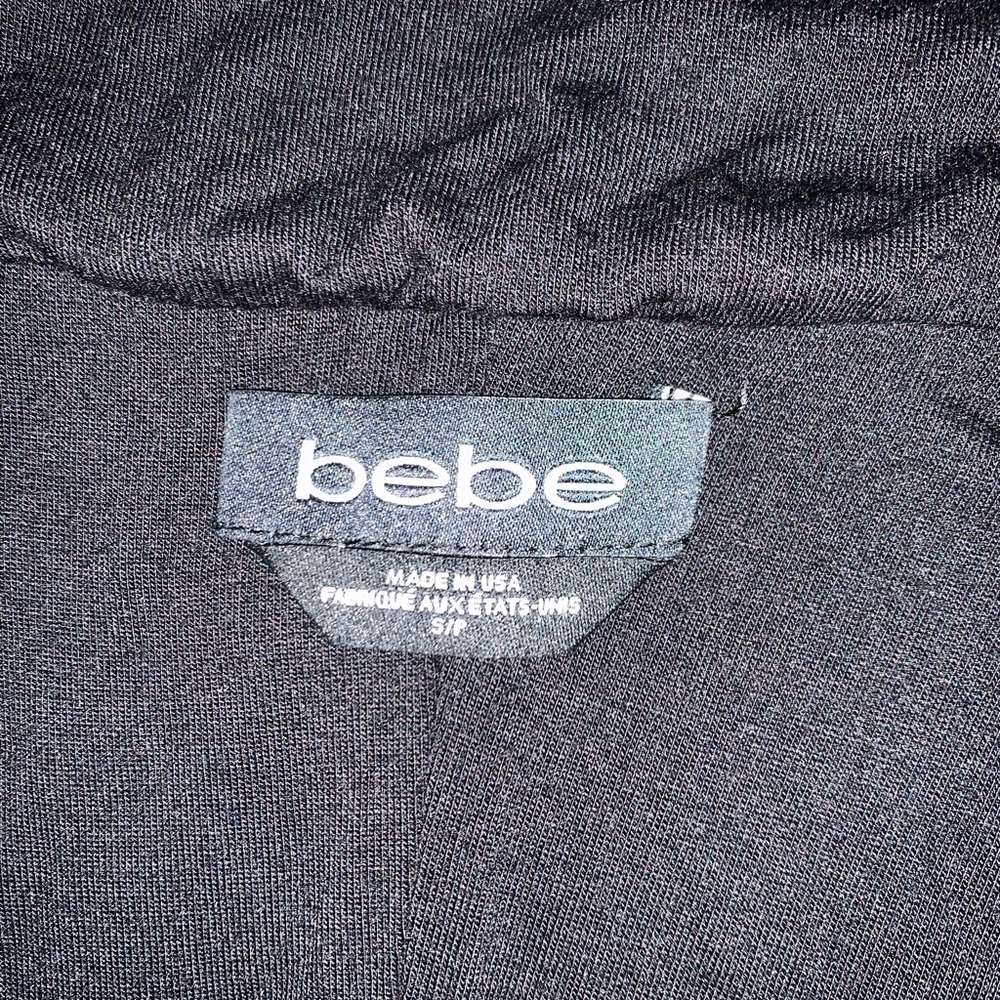 bebe
MADE IN USA
FABRIQUÉ AUX ÉTATS-UNIS
S/P